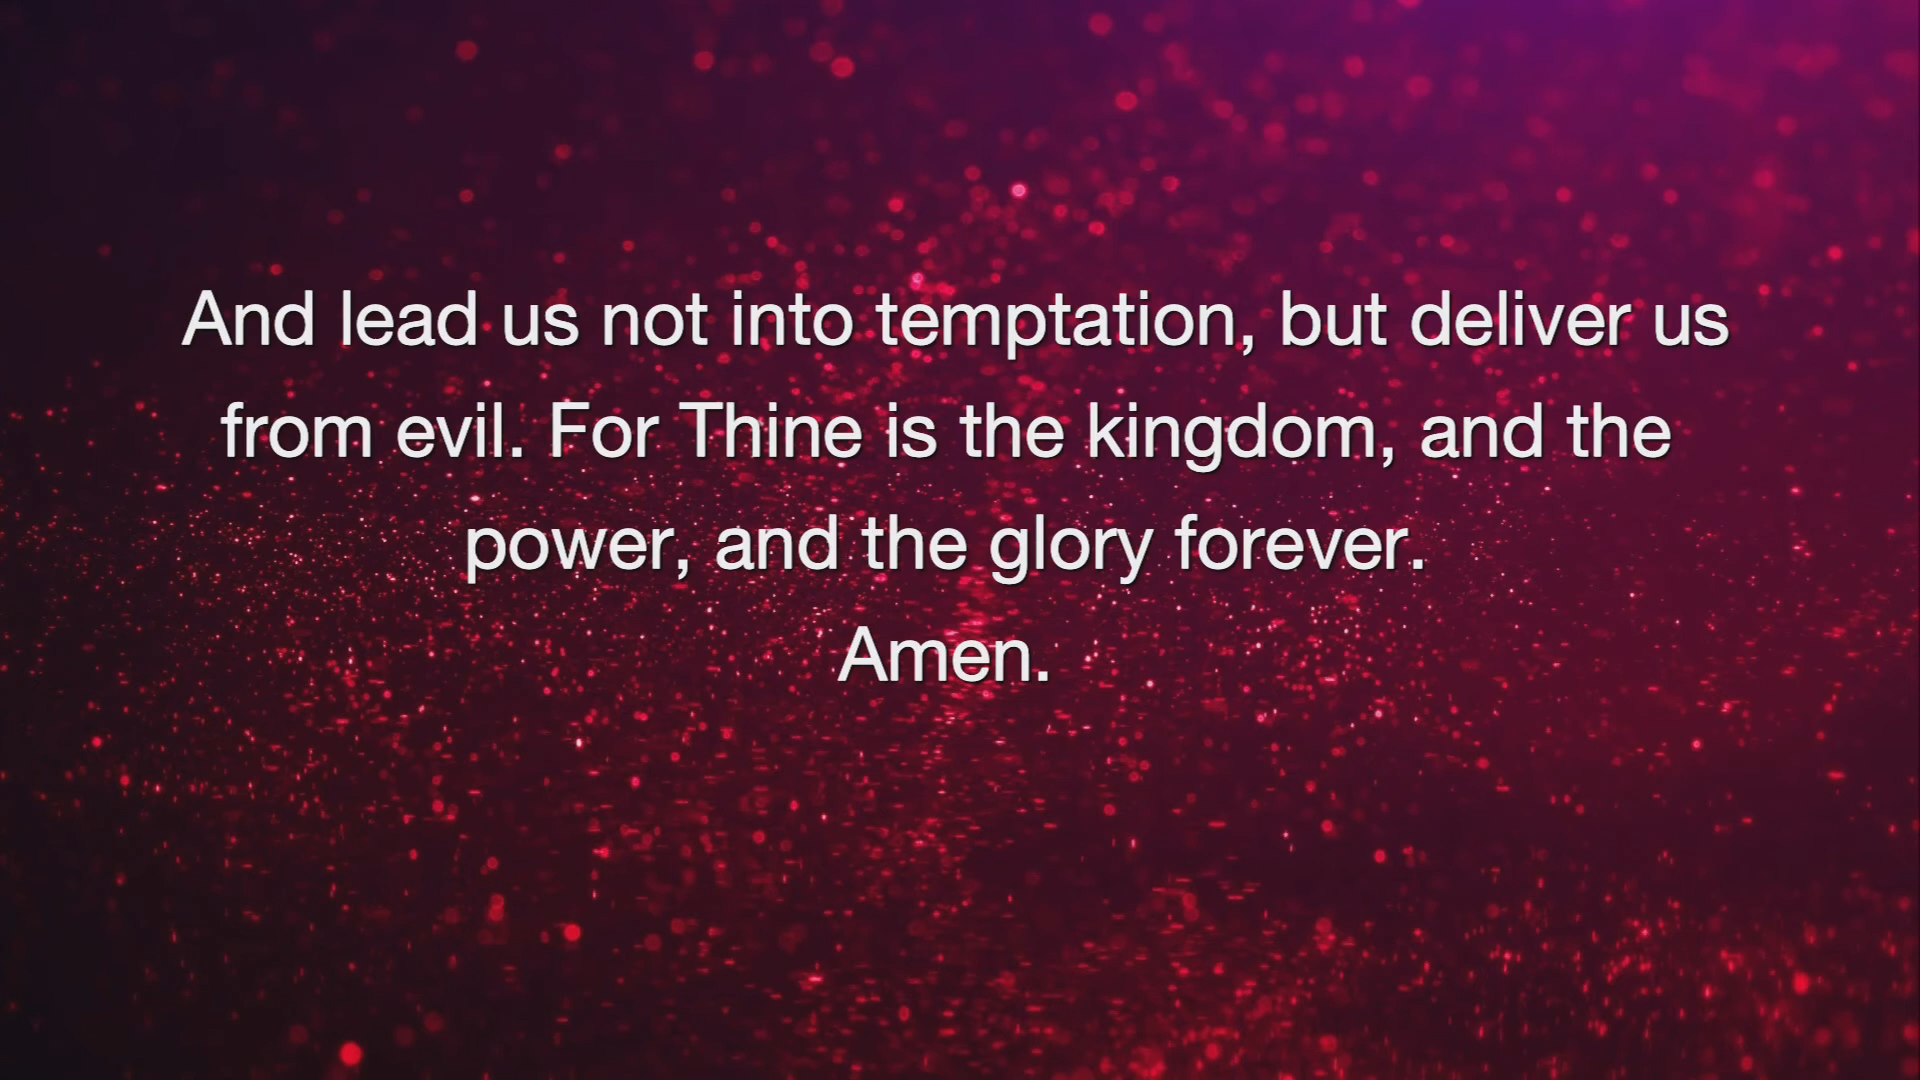 And lead us not into temptation, but deliver us
from evil. For Thine is the kingdom, and the
power, and the glory forever.
Amen.